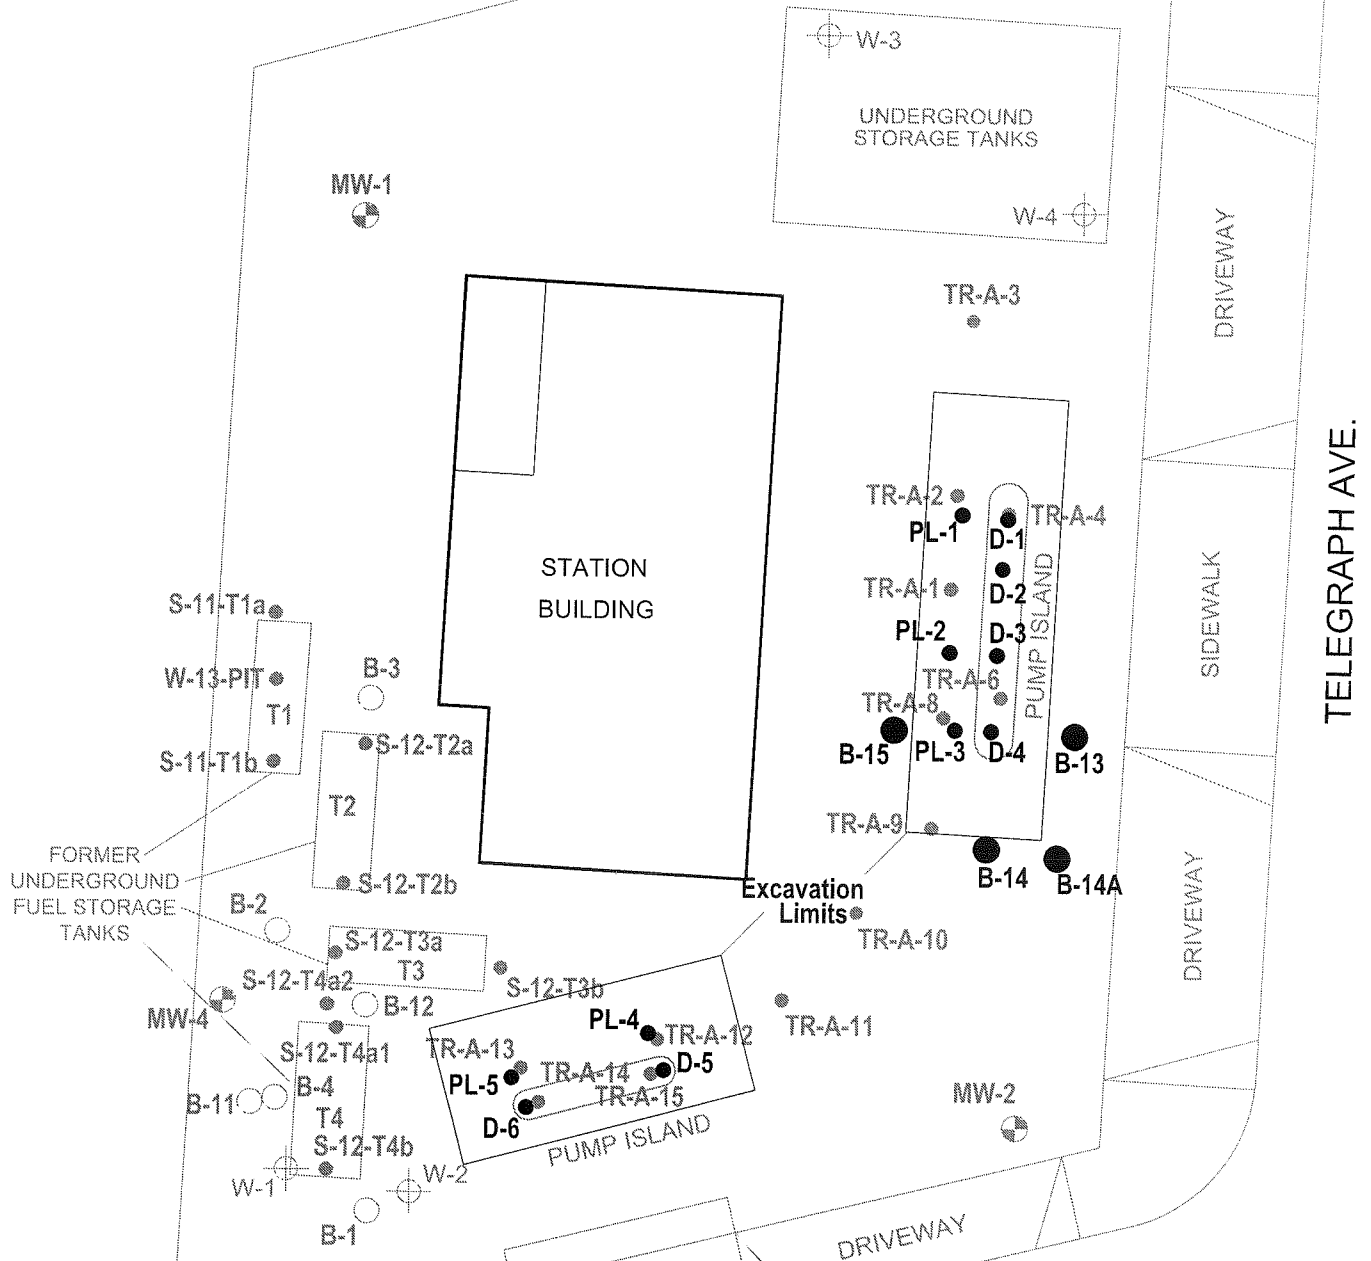 W-3
UNDERGROUND
STORAGE TANKS
W-4
MW-1
DRIVEWAY
TR-A-3
TELEGRAPH AVE.
TR-A-2
TR-A-4
PL-1
D-1
STATION
BUILDING
TR-A-1
D-2
PUMP ISLAND
SIDEWALK
S-11-T1a
PL-2
D-3
W-13-PIT
B-3
TR-A-6
T1
TR-A-8
S-12-T2a
S-11-T1b
B-15
PL-3
D-4
B-13
T2
TR-A-9
FORMER
UNDERGROUND
FUEL STORAGE
TANKS
S-12-T2b
Excavation
Limits
B-14
B-14A
DRIVEWAY
B-2
TR-A-10
S-12-T3a
T3
S-12-T4a2
S-12-T3b
B-12
MW-4
PL-4
TR-A-12
TR-A-11
S-12-T4a1
TR-A-13
TR-A-14
D-5
PL-5
B-4
TR-A-15
B-11
T4
D-6
MW-2
PUMP ISLAND
S-12-T4b
W-1
W-2
B-1
DRIVEWAY